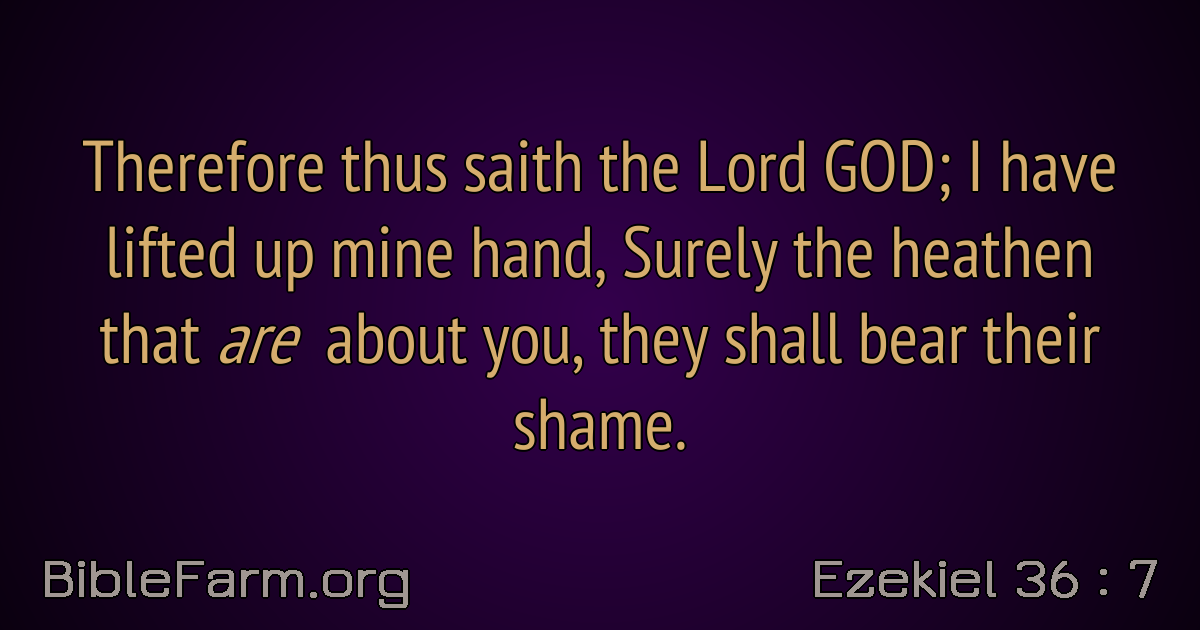 Therefore thus saith the Lord GOD; I have
lifted up mine hand, Surely the heathen
that are about you, they shall bear their
shame.
BibleFarm.org
Ezekiel 36 : 7